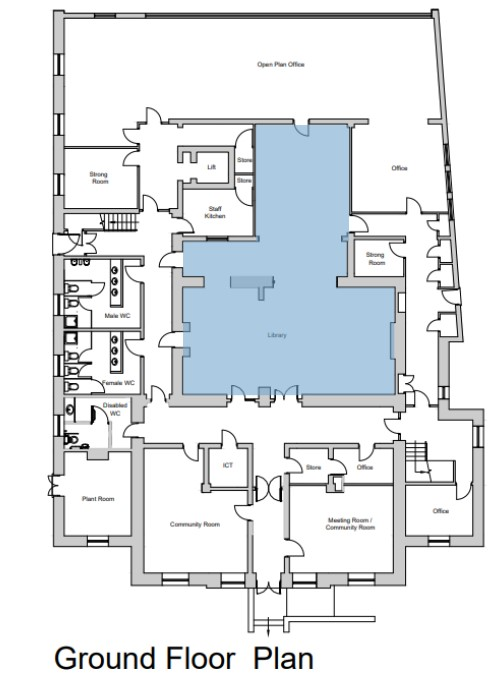 Open Plan Office
Strong
Room
Lift
Store
Store
Office
Staff
Kitchen
Strong
Room
Male WC
Library
Female WC
Disabled
WC
Plant Room
Community Room
ICT
Store
Office
Meeting Room /
Community Room
Office
Ground Floor Plan